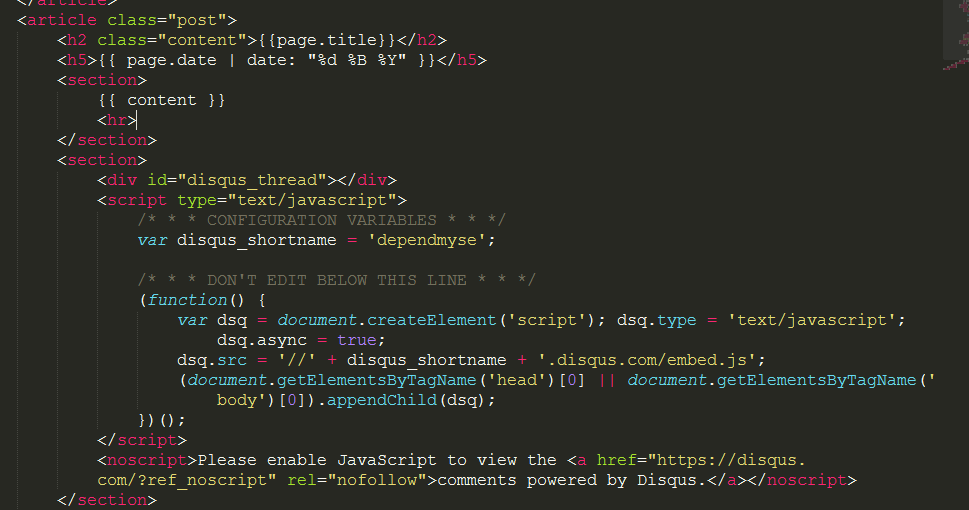 </article>
<article class="post">
<h2 class="content">{{page.title}}</h2>
<h5>{{ page.date | date: "%d %B %Y" }}</h5>
<section>
{{ content }}
<hr>
</section>
<section>
<div id="disqus_thread"></div>
<script type="text/javascript">
/* * * CONFIGURATION VARIABLES * * */
var disqus_shortname = 'dependmyse';
/* * * DON'T EDIT BELOW THIS LINE * * */
(function() {
var dsq = document.createElement('script'); dsq.type = 'text/javascript';
dsq.async = true;
dsq.src = '//' + disqus_shortname + '.disqus.com/embed.js';
(document.getElementsByTagName('head')[0] || document.getElementsByTagName('
body')[0]).appendChild(dsq);
})();
</script>
<noscript>Please enable JavaScript to view the <a href="https://disqus.
com/?ref_noscript" rel="nofollow">comments powered by Disqus.</a></noscript>
</section>